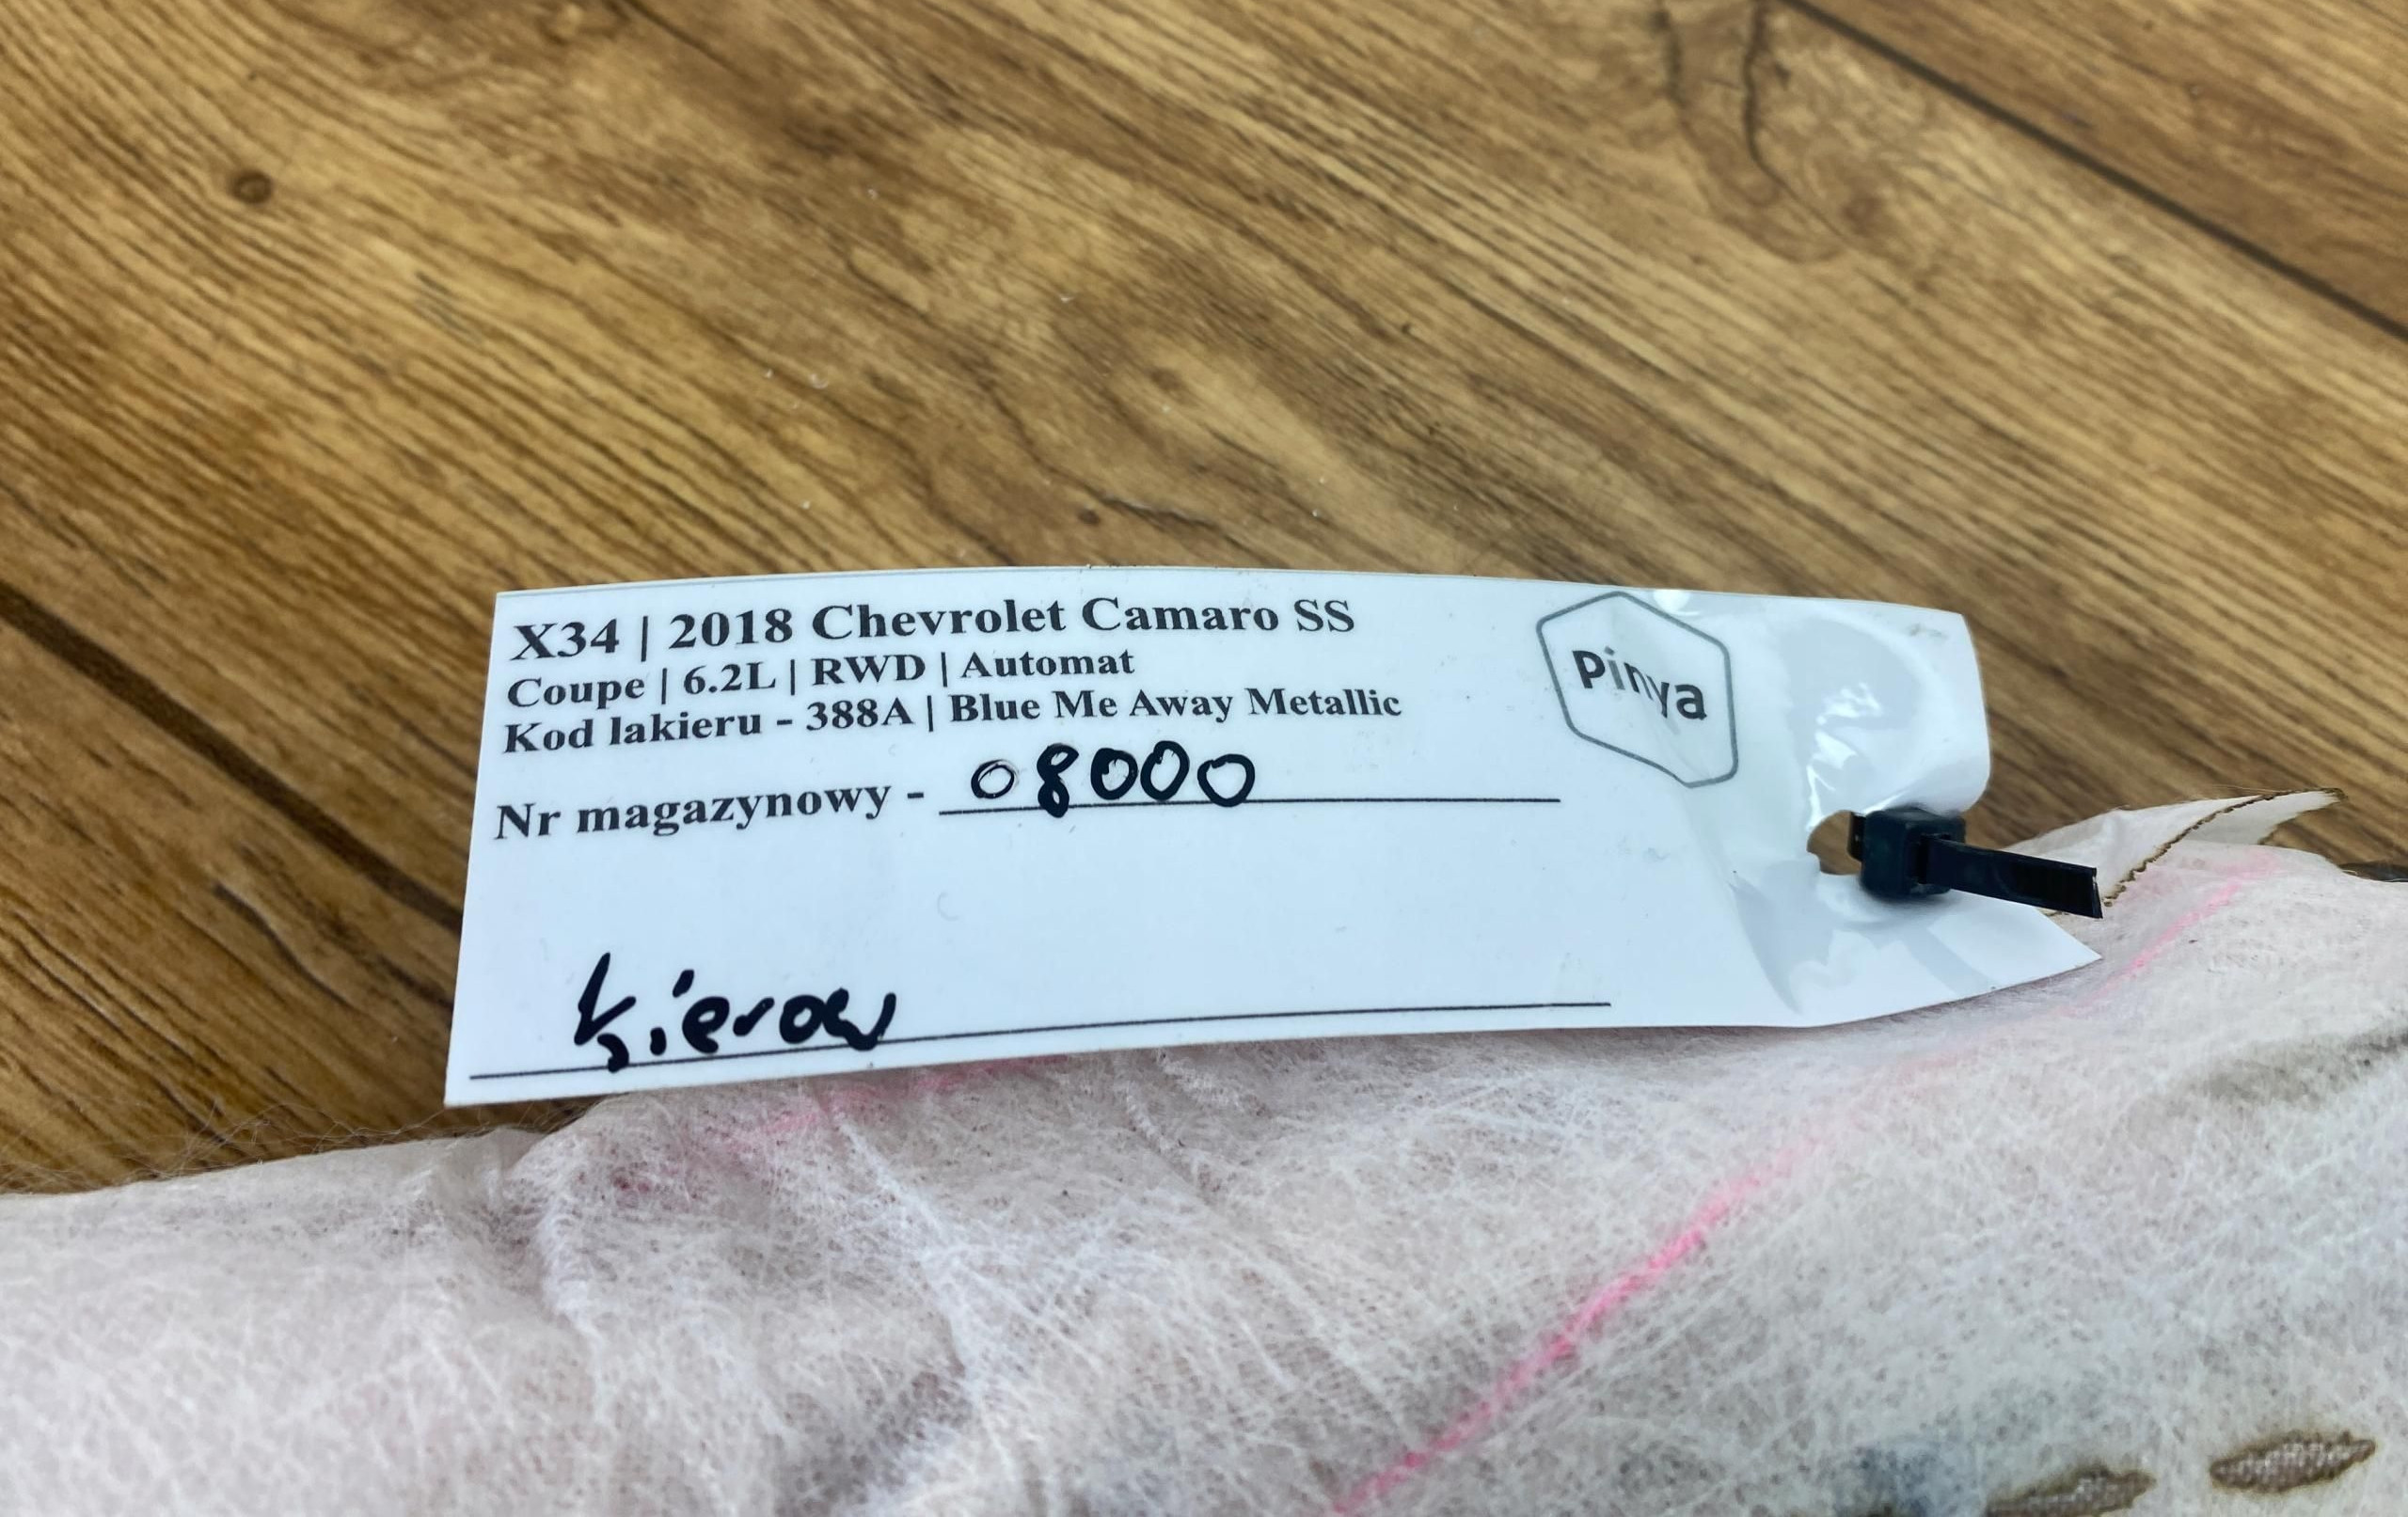 X34 | 2018 Chevrolet Camaro SS
Coupe | 6.2L | RWD | Automat
Kod lakieru - 388A | Blue Me Away Metallic
Nr magazynowy - 08000
kierow
Pinya